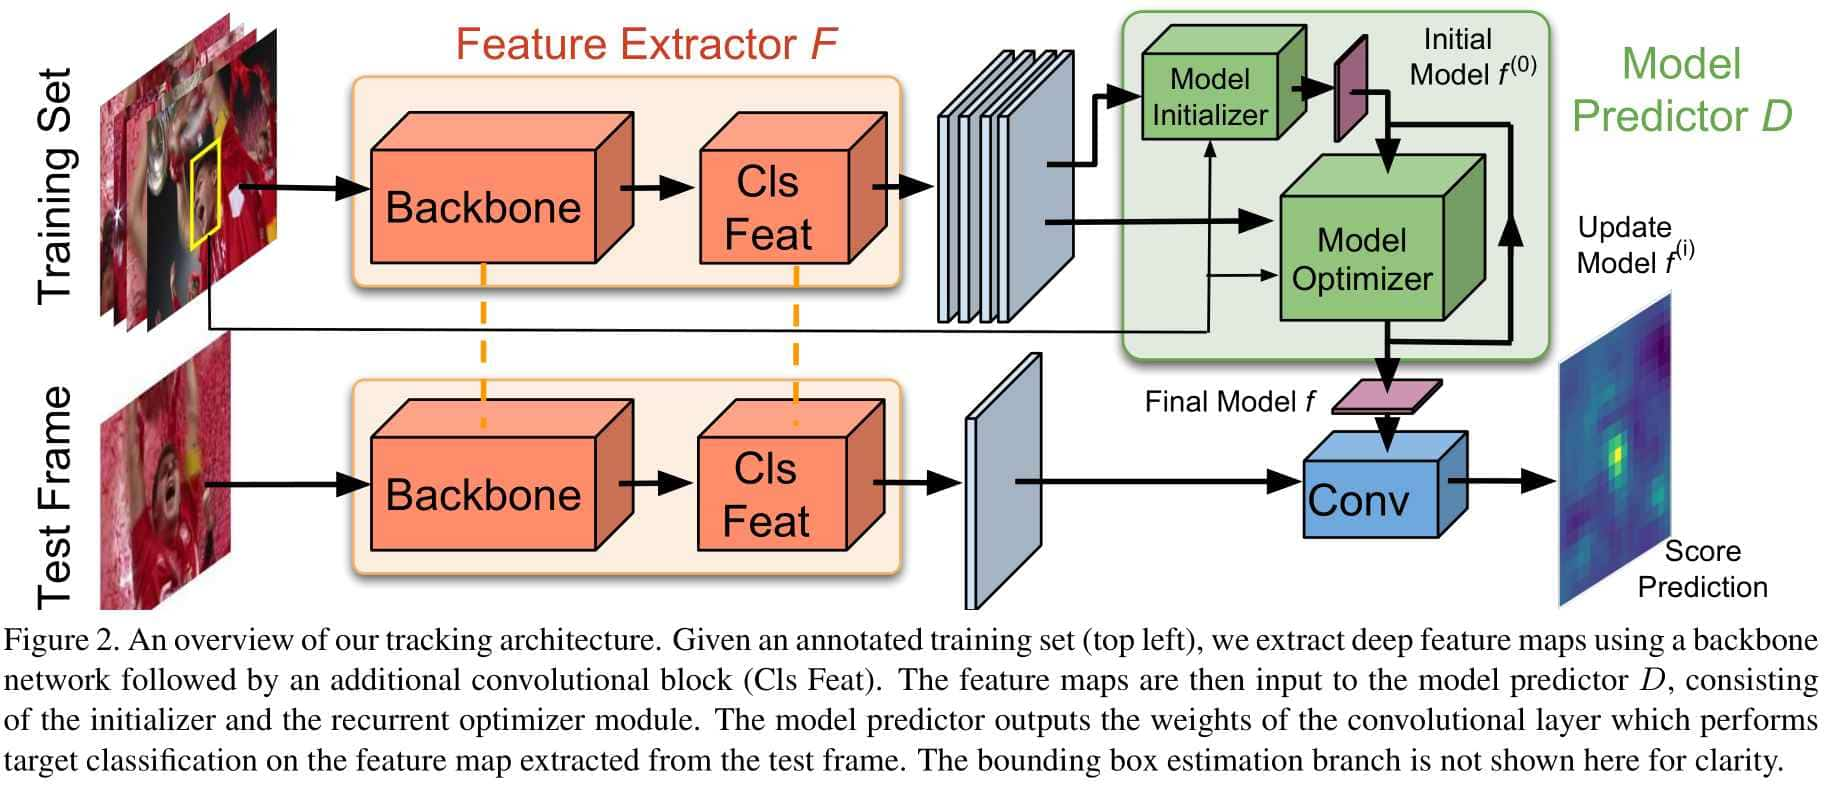 Feature Extractor F
Training Set
Backbone
Cls
Feat
Model
Initializer
Initial
Model f(0)
Model
Predictor D
Model
Optimizer
Update
Model f(i)
Test Frame
Backbone
Cls
Feat
Final Model f
Conv
Score
Prediction
Figure 2. An overview of our tracking architecture. Given an annotated training set (top left), we extract deep feature maps using a backbone
network followed by an additional convolutional block (Cls Feat). The feature maps are then input to the model predictor D, consisting
of the initializer and the recurrent optimizer module. The model predictor outputs the weights of the convolutional layer which performs
target classification on the feature map extracted from the test frame. The bounding box estimation branch is not shown here for clarity.